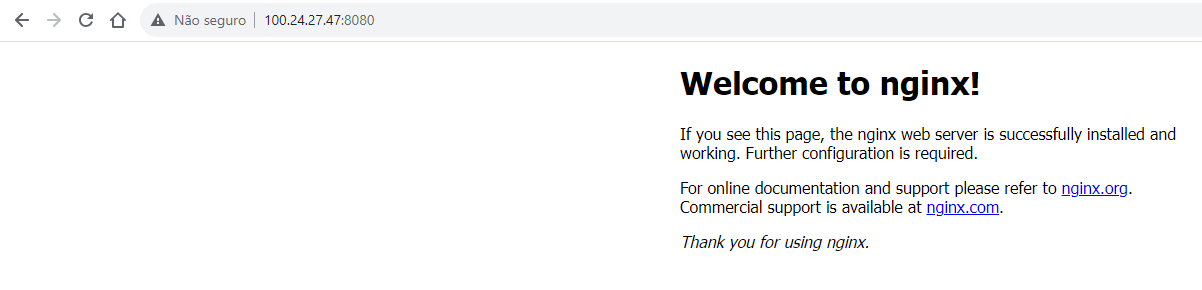 Não seguro | 100.24.27.47:8080
Welcome to nginx!
If you see this page, the nginx web server is successfully installed and
working. Further configuration is required.
For online documentation and support please refer to nginx.org.
Commercial support is available at nginx.com.
Thank you for using nginx.